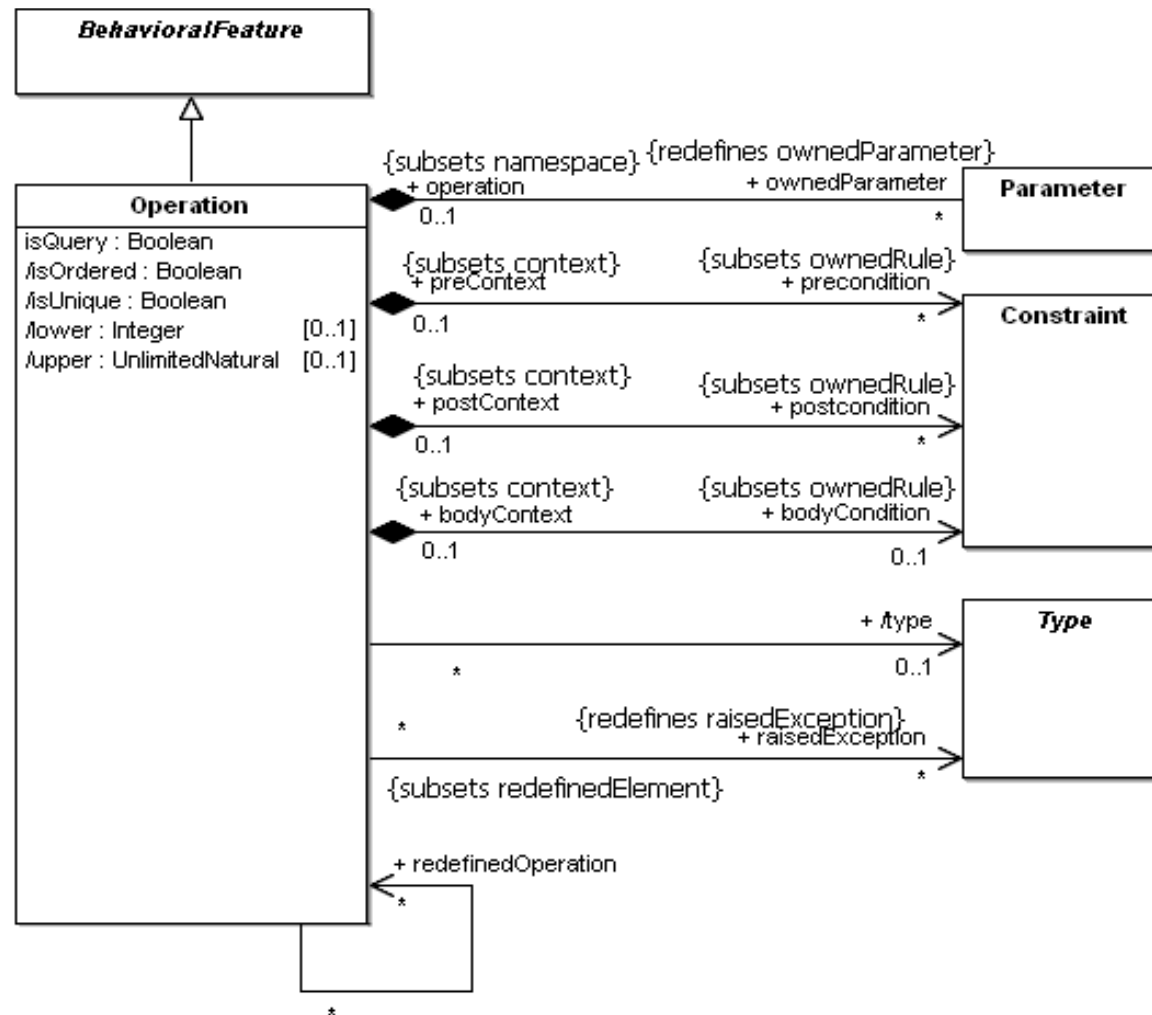 BehavioralFeature
{subsets namespace} {redefines ownedParameter}
+ operation + ownedParameter
0..1 *
Parameter
Operation
isQuery : Boolean
/isOrdered : Boolean
/isUnique : Boolean
/lower : Integer [0..1]
/upper : UnlimitedNatural [0..1]
{subsets context} {subsets ownedRule}
+ preContext + precondition
0..1 *
Constraint
{subsets context} {subsets ownedRule}
+ postContext + postcondition
0..1 *
{subsets context} {subsets ownedRule}
+ bodyContext + bodyCondition
0..1 0..1
+ /type
* 0..1
Type
* {redefines raisedException}
+ raisedException
*
{subsets redefinedElement}
+ redefinedOperation
*
*